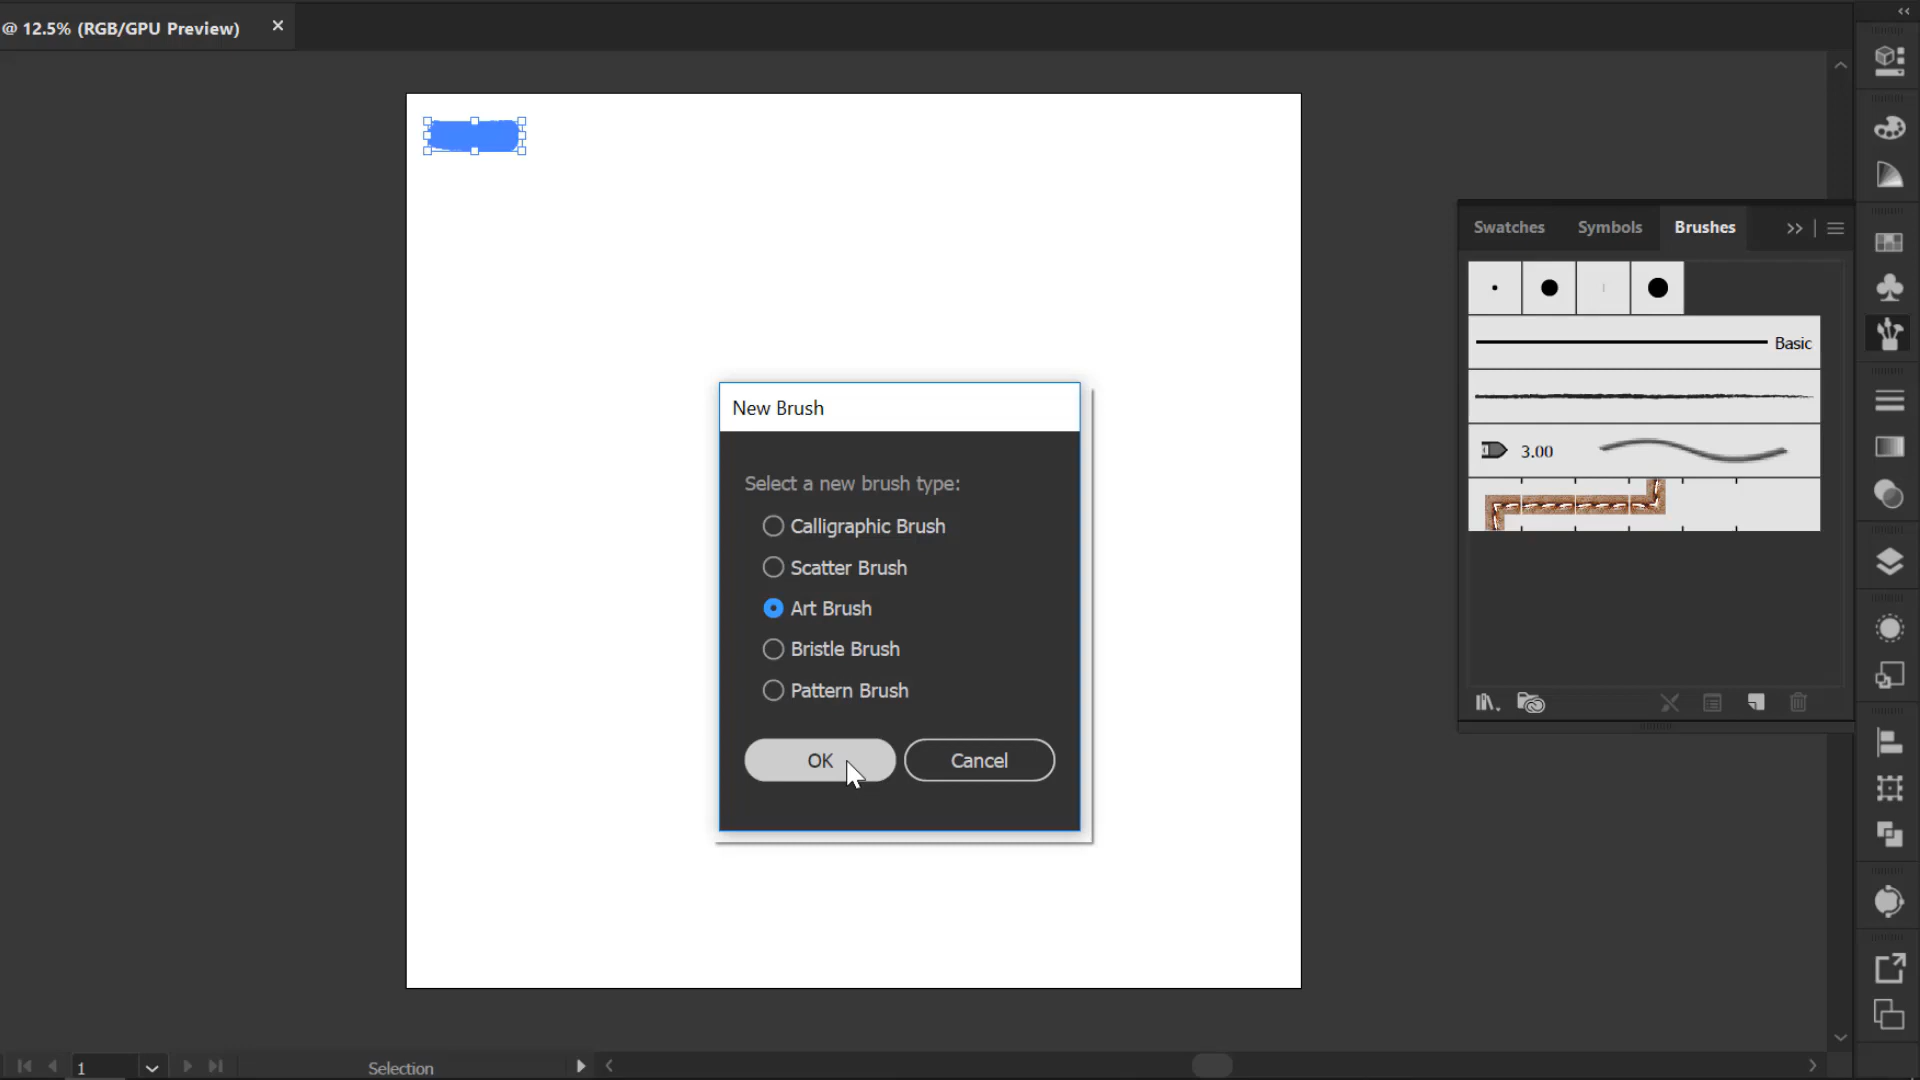 @ 12.5% (RGB/GPU Preview)
New Brush
Select a new brush type:
Calligraphic Brush
Scatter Brush
Art Brush
Bristle Brush
Pattern Brush
OK Cancel
Swatches Symbols Brushes
Basic
3.00
1
Selection